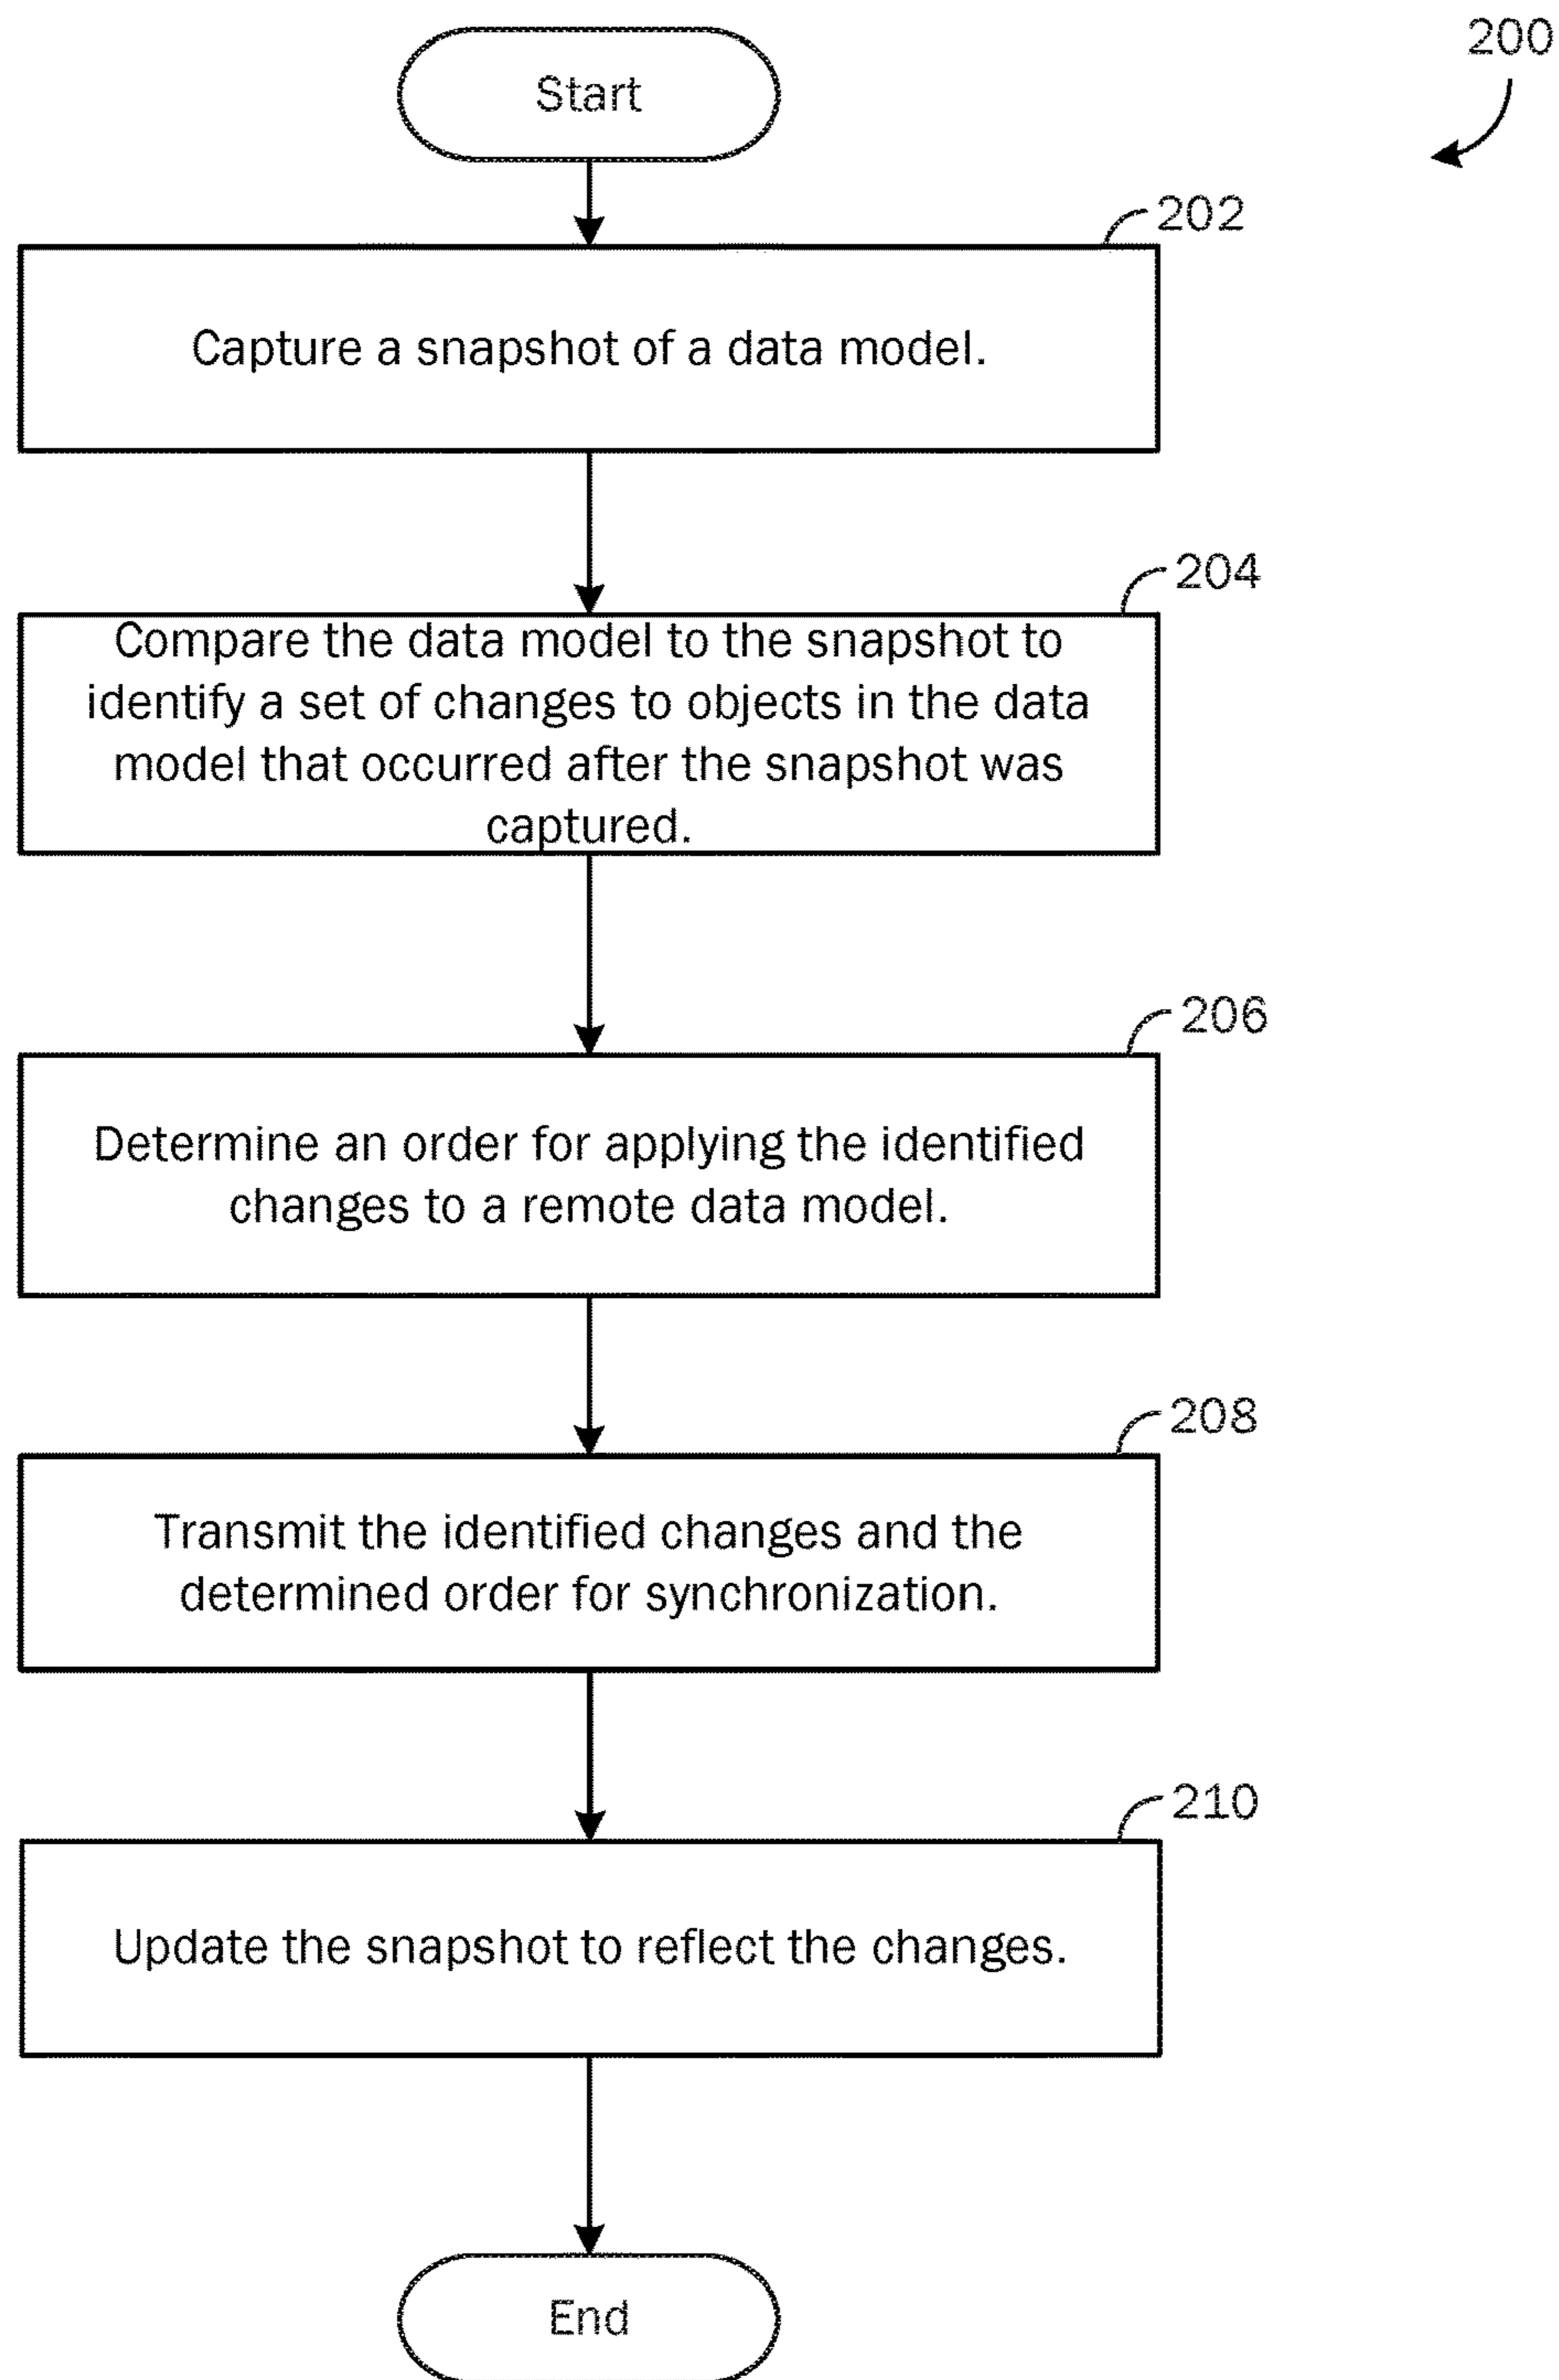 200
Start
202
Capture a snapshot of a data model.
204
Compare the data model to the snapshot to
identify a set of changes to objects in the data
model that occurred after the snapshot was
captured.
206
Determine an order for applying the identified
changes to a remote data model.
208
Transmit the identified changes and the
determined order for synchronization.
210
Update the snapshot to reflect the changes.
End